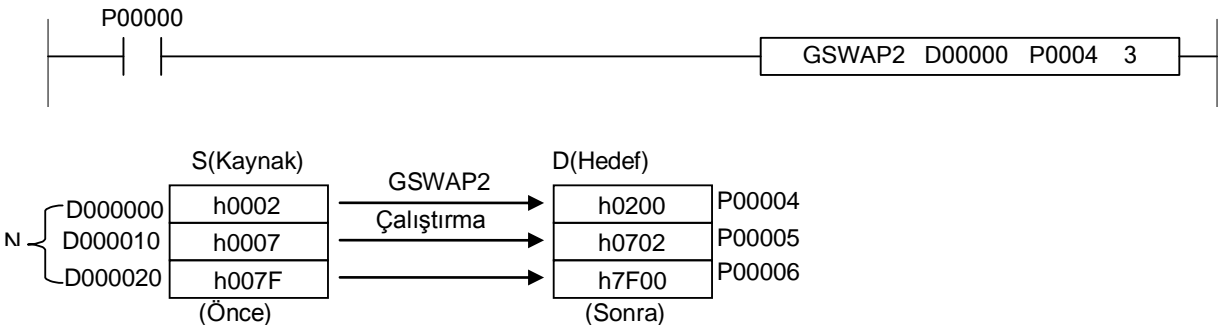 P00000
GSWAP2 D00000 P0004 3
S(Kaynak) D(Hedef)
GSWAP2
D000000 h0002 h0200 P00004
Çalıştırma
N D000010 h0007 h0702 P00005
D000020 h007F h7F00 P00006
(Önce) (Sonra)